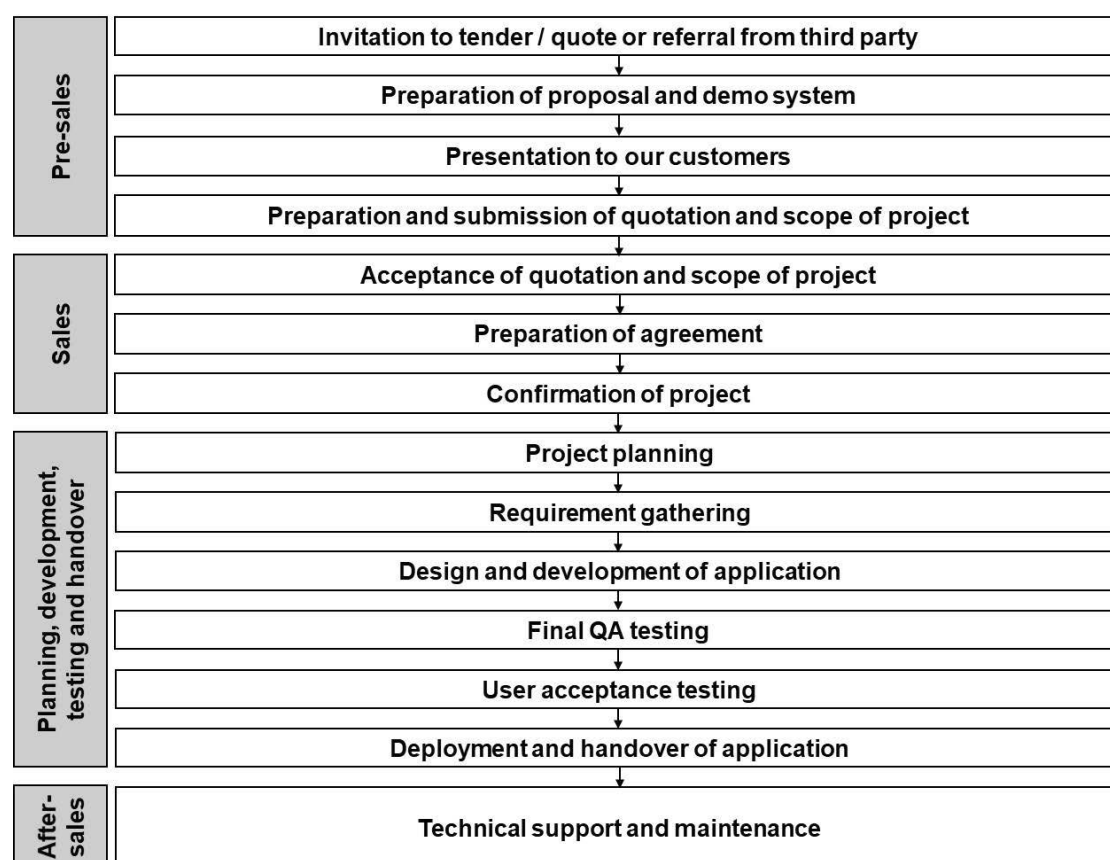 Pre-sales
Invitation to tender / quote or referral from third party
Preparation of proposal and demo system
Presentation to our customers
Preparation and submission of quotation and scope of project
Sales
Acceptance of quotation and scope of project
Preparation of agreement
Confirmation of project
Planning, development,
testing and handover
Project planning
Requirement gathering
Design and development of application
Final QA testing
User acceptance testing
Deployment and handover of application
After-
sales
Technical support and maintenance